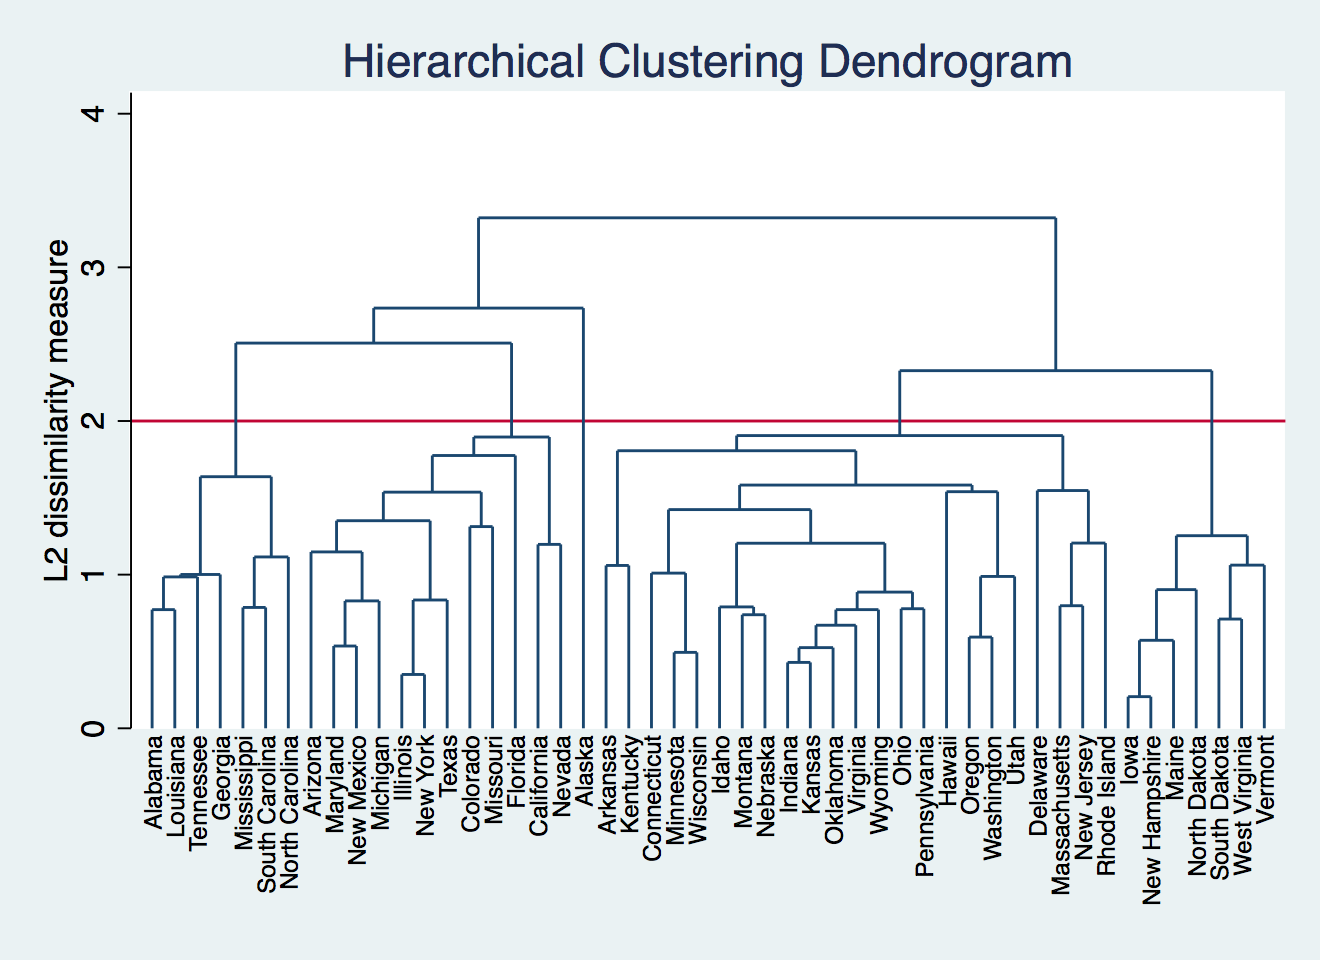 Hierarchical Clustering Dendrogram
L2 dissimilarity measure
4
3
2
1
0
Alabama
Louisiana
Tennessee
Georgia
Mississippi
South Carolina
North Carolina
Arizona
Maryland
New Mexico
Michigan
Illinois
New York
Texas
Colorado
Missouri
Florida
California
Nevada
Alaska
Arkansas
Kentucky
Connecticut
Minnesota
Wisconsin
Idaho
Montana
Nebraska
Indiana
Kansas
Oklahoma
Virginia
Wyoming
Ohio
Pennsylvania
Hawaii
Oregon
Washington
Utah
Delaware
Massachusetts
New Jersey
Rhode Island
Iowa
New Hampshire
Maine
North Dakota
South Dakota
West Virginia
Vermont